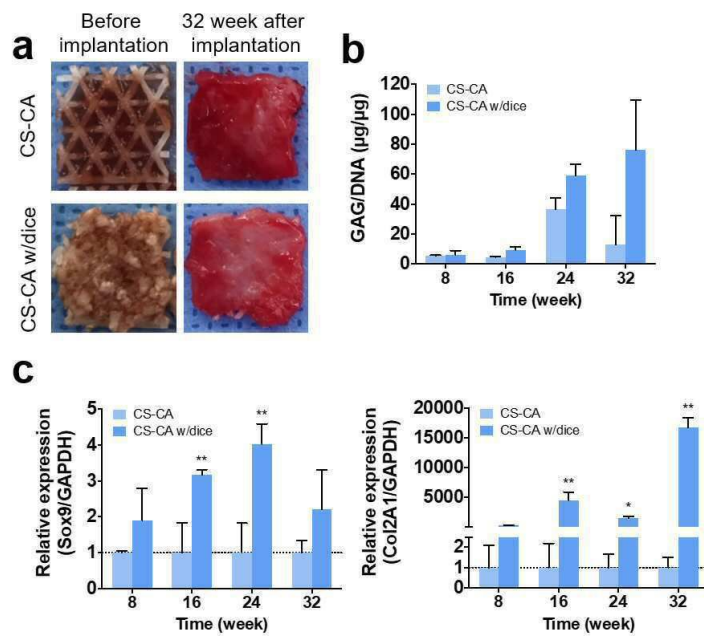 a
Before
implantation
32 week after
implantation
CS-CA
CS-CA w/dice
b
GAG/DNA (µg/µg)
120
100
80
60
40
20
0
CS-CA
CS-CA w/dice
8 16 24 32
Time (week)
c
Relative expression
(Sox9/GAPDH)
5
4
3
2
1
0
CS-CA
CS-CA w/dice
**
**
8 16 24 32
Time (week)
Relative expression
(Col2A1/GAPDH)
20000
15000
10000
5000
2
1
0
CS-CA
CS-CA w/dice
**
*
**
8 16 24 32
Time (week)